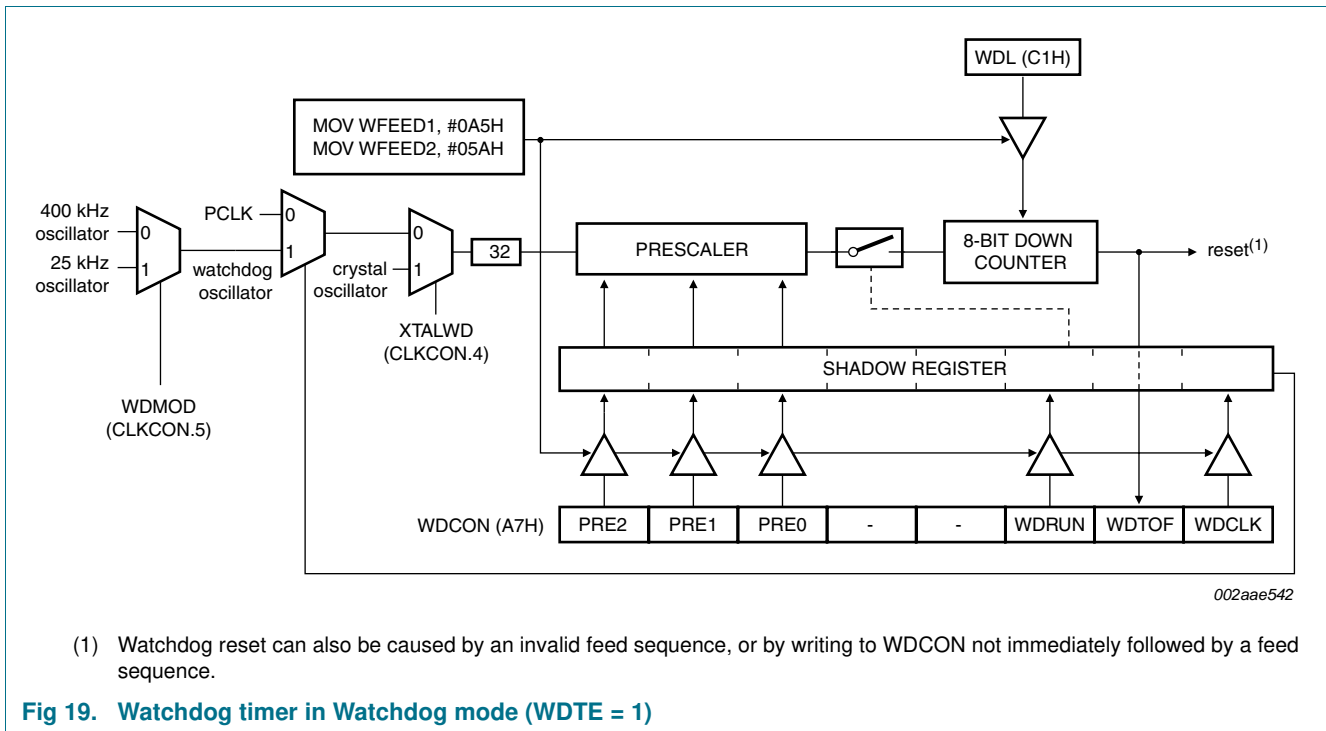 WDL (C1H)
MOV WFEED1, #0A5H
MOV WFEED2, #05AH
400 kHz
oscillator
25 kHz
oscillator
0
1
PCLK
0
1
watchdog
oscillator
0
1
crystal
oscillator
32
PRESCALER
8-BIT DOWN
COUNTER
reset(1)
XTALWD
(CLKCON.4)
WDMOD
(CLKCON.5)
SHADOW REGISTER
WDCON (A7H)
PRE2 PRE1 PRE0 - - WDRUN WDTOF WDCLK
002aae542
(1) Watchdog reset can also be caused by an invalid feed sequence, or by writing to WDCON not immediately followed by a feed
sequence.
Fig 19. Watchdog timer in Watchdog mode (WDTE = 1)